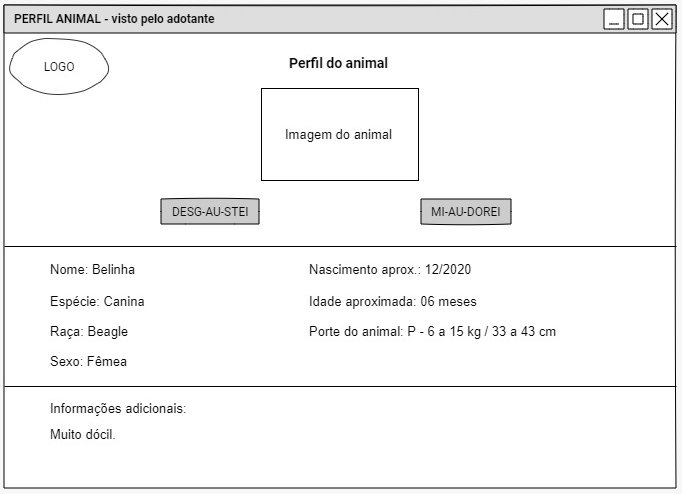 PERFIL ANIMAL - visto pelo adotante
LOGO
Perfil do animal
Imagem do animal
DESG-AU-STEI
MI-AU-DOREI
Nome: Belinha
Nascimento aprox.: 12/2020
Espécie: Canina
Idade aproximada: 06 meses
Raça: Beagle
Porte do animal: P - 6 a 15 kg / 33 a 43 cm
Sexo: Fêmea
Informações adicionais:
Muito dócil.